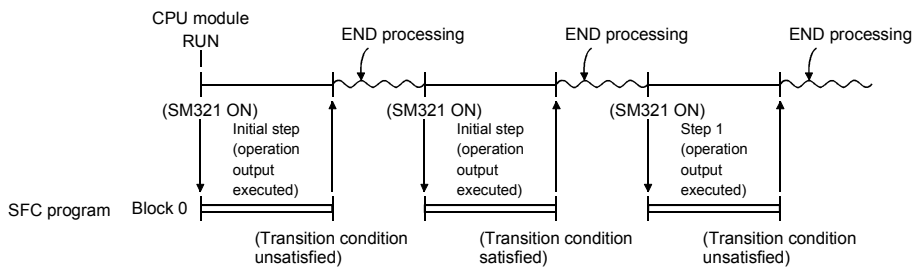 CPU module
RUN
END processing
END processing
END processing
(SM321 ON)
(SM321 ON)
(SM321 ON)
Initial step
(operation
output
executed)
Initial step
(operation
output
executed)
Step 1
(operation
output
executed)
SFC program
Block 0
(Transition condition
unsatisfied)
(Transition condition
satisfied)
(Transition condition
unsatisfied)